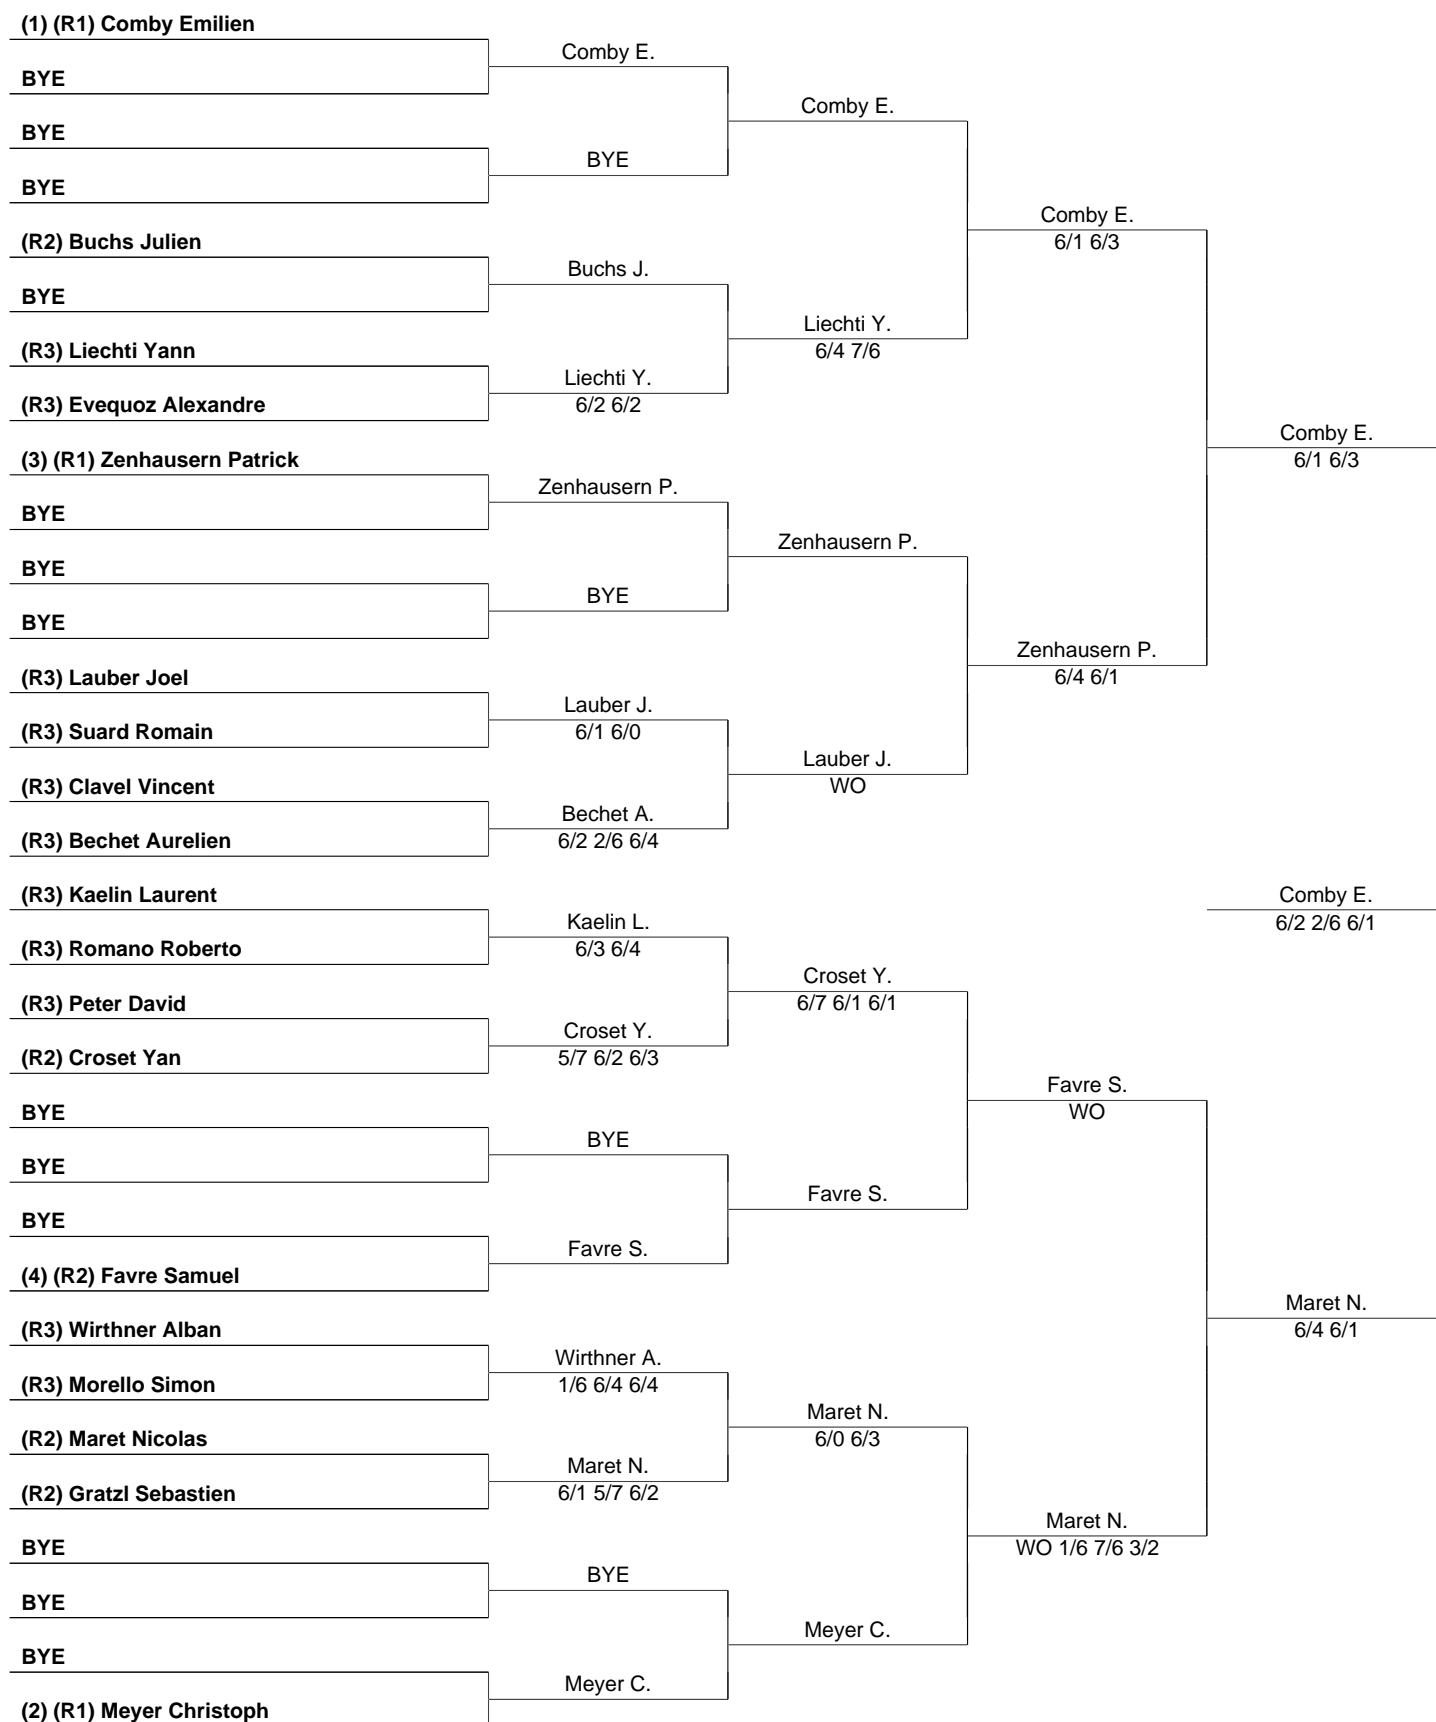 (1) (R1) Comby Emilien
Comby E.
BYE
Comby E.
BYE
BYE
BYE
Comby E.
6/1 6/3
(R2) Buchs Julien
Buchs J.
BYE
Liechti Y.
6/4 7/6
(R3) Liechti Yann
Liechti Y.
6/2 6/2
(R3) Evequoz Alexandre
Comby E.
6/1 6/3
(3) (R1) Zenhausern Patrick
Zenhausern P.
BYE
Zenhausern P.
BYE
BYE
BYE
Zenhausern P.
6/4 6/1
(R3) Lauber Joel
Lauber J.
6/1 6/0
(R3) Suard Romain
Lauber J.
WO
(R3) Clavel Vincent
Bechet A.
6/2 2/6 6/4
(R3) Bechet Aurelien
(R3) Kaelin Laurent
Comby E.
6/2 2/6 6/1
Kaelin L.
6/3 6/4
(R3) Romano Roberto
Croset Y.
6/7 6/1 6/1
(R3) Peter David
Croset Y.
5/7 6/2 6/3
(R2) Croset Yan
Favre S.
WO
BYE
BYE
BYE
Favre S.
BYE
Favre S.
(4) (R2) Favre Samuel
Maret N.
6/4 6/1
(R3) Wirthner Alban
Wirthner A.
1/6 6/4 6/4
(R3) Morello Simon
Maret N.
6/0 6/3
(R2) Maret Nicolas
Maret N.
6/1 5/7 6/2
(R2) Gratzl Sebastien
Maret N.
WO 1/6 7/6 3/2
BYE
BYE
BYE
Meyer C.
BYE
Meyer C.
(2) (R1) Meyer Christoph